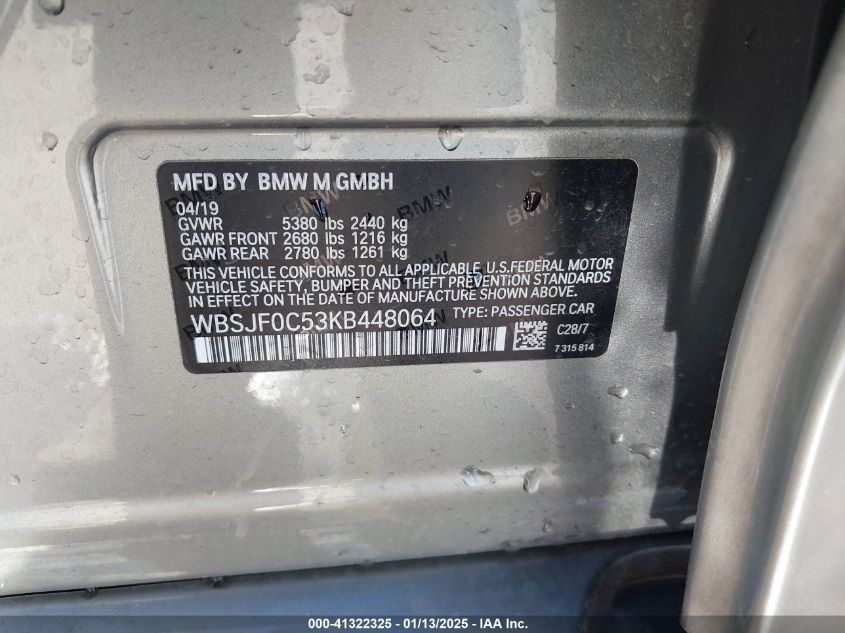 MFD BY BMW M GMBH
04/19
GVWR 5380 lbs 2440 kg
GAWR FRONT 2680 lbs 1216 kg
GAWR REAR 2780 lbs 1261 kg
THIS VEHICLE CONFORMS TO ALL APPLICABLE U.S.FEDERAL MOTOR
VEHICLE SAFETY, BUMPER AND THEFT PREVENTION STANDARDS
IN EFFECT ON THE DATE OF MANUFACTURE SHOWN ABOVE.
WBSJF0C53KB448064 TYPE: PASSENGER CAR
C28/7
7 315 814
BMW
000-41322325 - 01/13/2025 - IAA Inc.